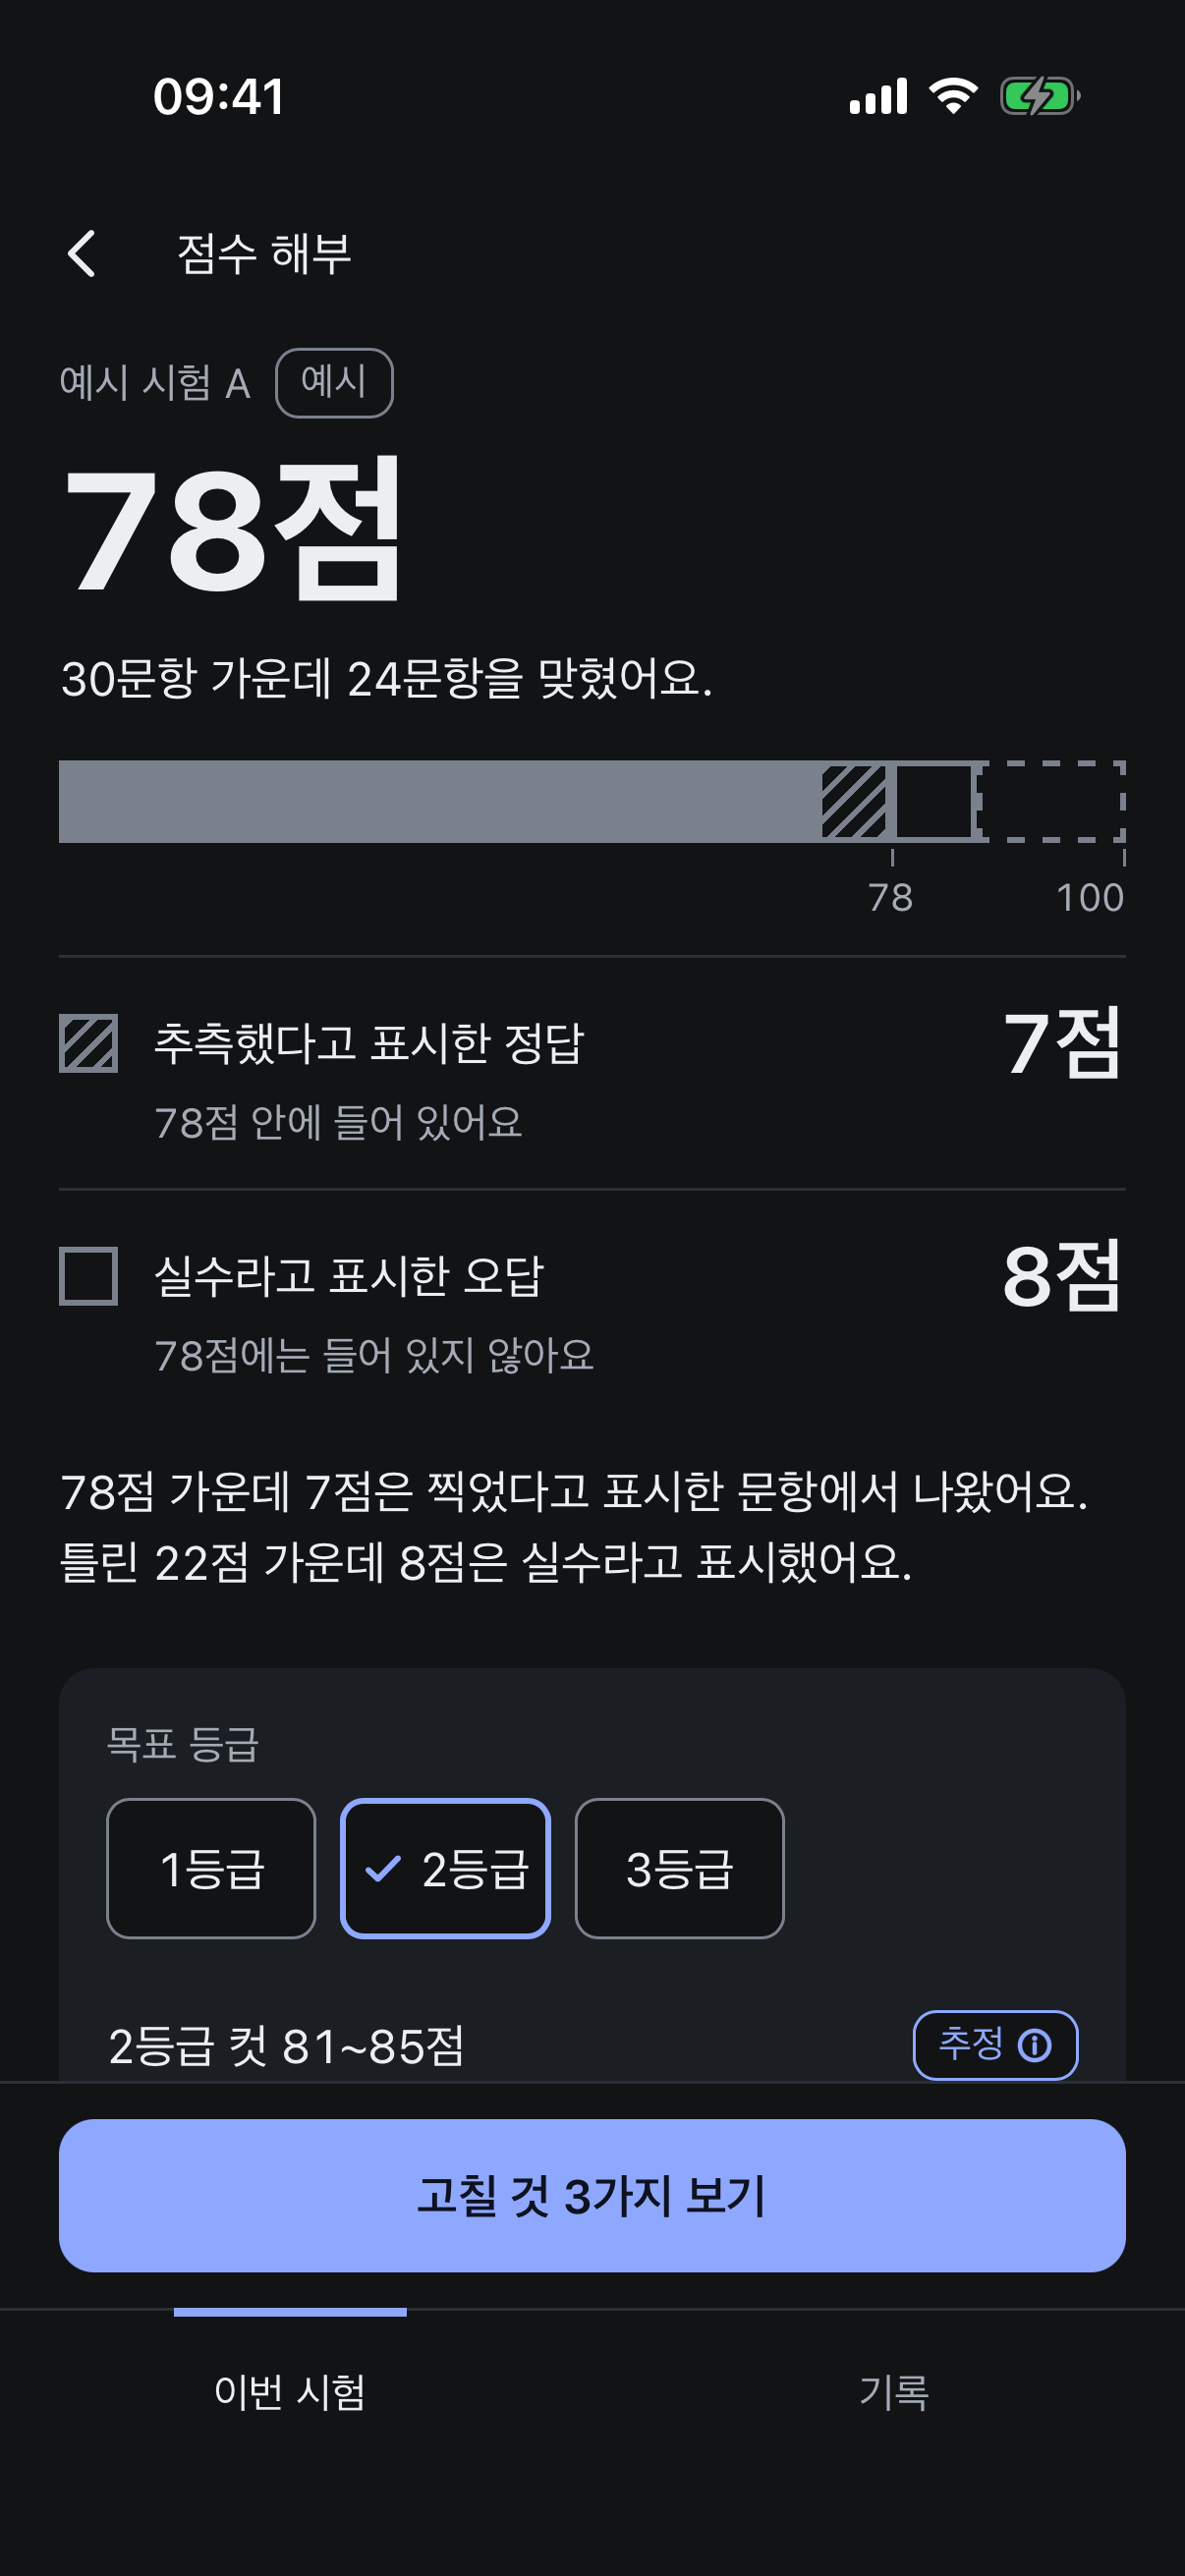 09:41
점수 해부
예시 시험 A 예시
78점
30문항 가운데 24문항을 맞혔어요.
78 100
추측했다고 표시한 정답 7점
78점 안에 들어 있어요
실수라고 표시한 오답 8점
78점에는 들어 있지 않아요
78점 가운데 7점은 찍었다고 표시한 문항에서 나왔어요.
틀린 22점 가운데 8점은 실수라고 표시했어요.
목표 등급
1등급 2등급 3등급
2등급 컷 81~85점 추정
고칠 것 3가지 보기
이번 시험 기록